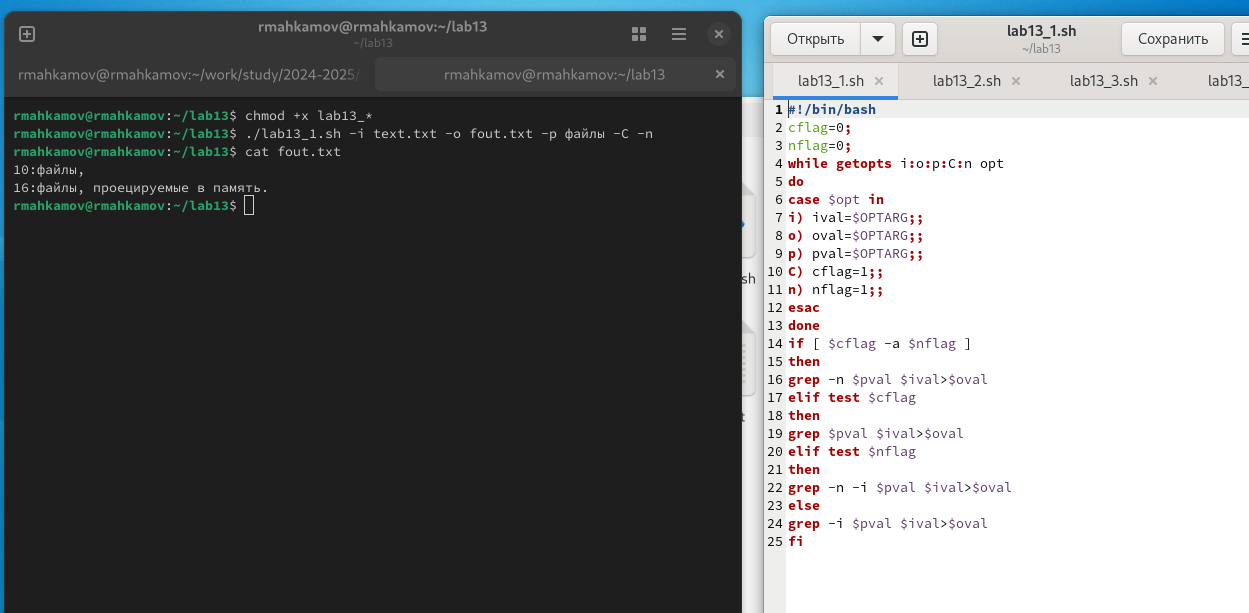 rmahkamov@rmahkamov:~/lab13
~/lab13
rmahkamov@rmahkamov:~/work/study/2024-2025/
rmahkamov@rmahkamov:~/lab13
rmahkamov@rmahkamov:~/lab13$ chmod +x lab13_*
rmahkamov@rmahkamov:~/lab13$ ./lab13_1.sh -i text.txt -o fout.txt -p файлы -C -n
rmahkamov@rmahkamov:~/lab13$ cat fout.txt
10:файлы,
16:файлы, проецируемые в память.
rmahkamov@rmahkamov:~/lab13$
sh
t
Открыть
lab13_1.sh
~/lab13
Сохранить
lab13_1.sh
lab13_2.sh
lab13_3.sh
lab13_
1 #!/bin/bash
2 cflag=0;
3 nflag=0;
4 while getopts i:o:p:C:n opt
5 do
6 case $opt in
7 i) ival=$OPTARG;;
8 o) oval=$OPTARG;;
9 p) pval=$OPTARG;;
10 C) cflag=1;;
11 n) nflag=1;;
12 esac
13 done
14 if [ $cflag -a $nflag ]
15 then
16 grep -n $pval $ival>$oval
17 elif test $cflag
18 then
19 grep $pval $ival>$oval
20 elif test $nflag
21 then
22 grep -n -i $pval $ival>$oval
23 else
24 grep -i $pval $ival>$oval
25 fi